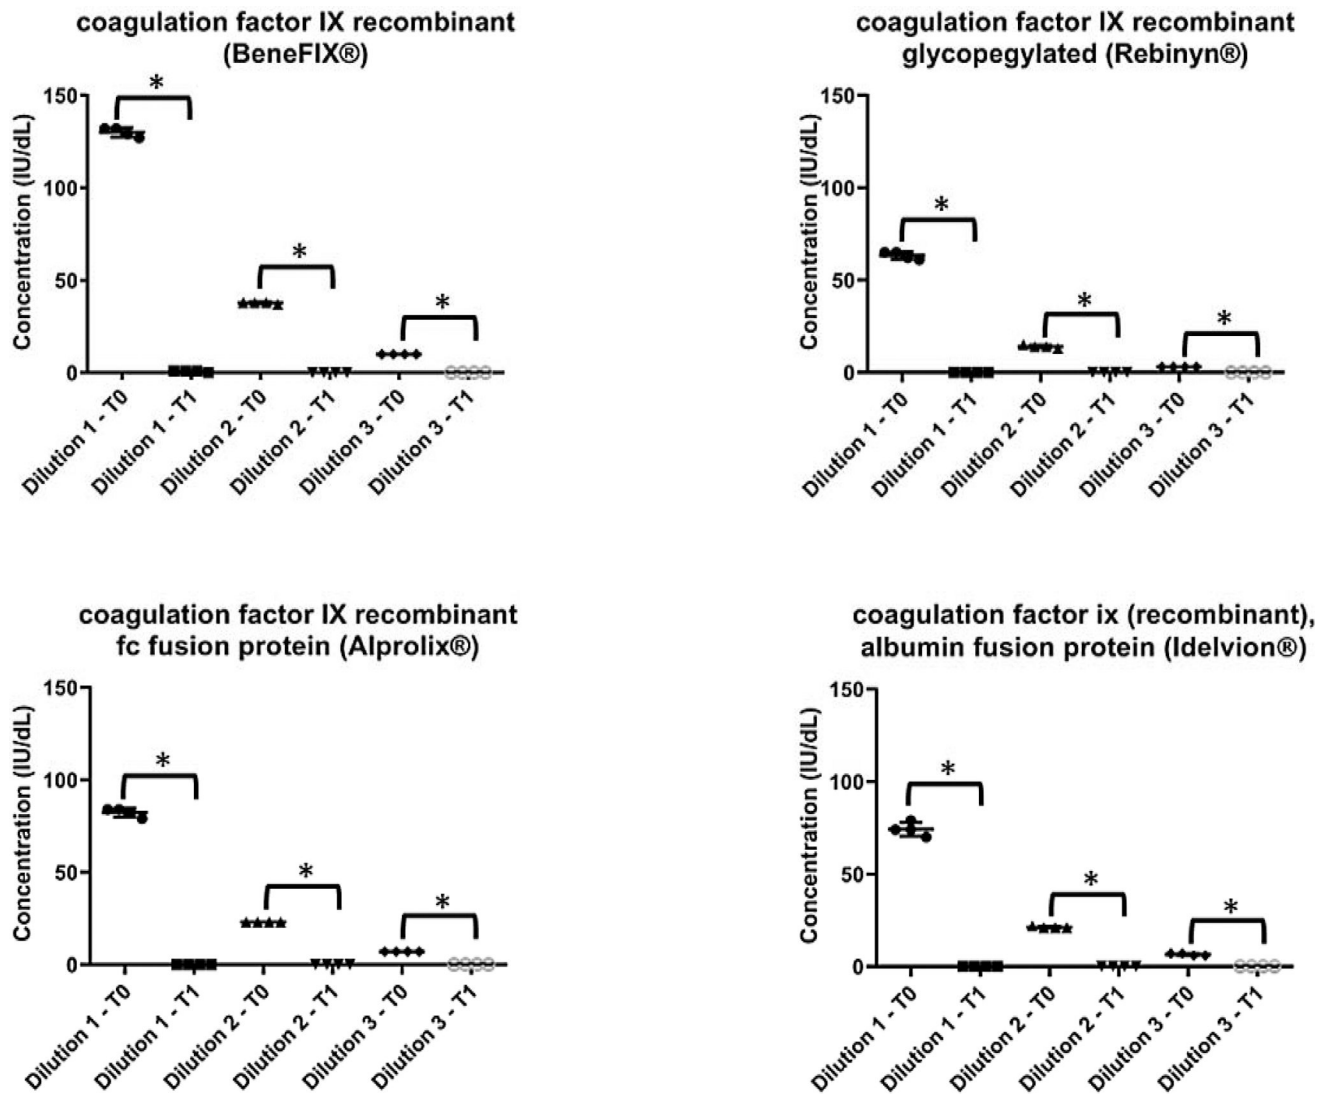 coagulation factor IX recombinant
(BeneFIX®)
Concentration (IU/dL)
150
100
50
0
*
*
*
Dilution 1 - T0
Dilution 1 - T1
Dilution 2 - T0
Dilution 2 - T1
Dilution 3 - T0
Dilution 3 - T1
coagulation factor IX recombinant
glycopegylated (Rebinyn®)
Concentration (IU/dL)
150
100
50
0
*
*
*
Dilution 1 - T0
Dilution 1 - T1
Dilution 2 - T0
Dilution 2 - T1
Dilution 3 - T0
Dilution 3 - T1
coagulation factor IX recombinant
fc fusion protein (Alprolix®)
Concentration (IU/dL)
150
100
50
0
*
*
*
Dilution 1 - T0
Dilution 1 - T1
Dilution 2 - T0
Dilution 2 - T1
Dilution 3 - T0
Dilution 3 - T1
coagulation factor ix (recombinant),
albumin fusion protein (Idelvion®)
Concentration (IU/dL)
150
100
50
0
*
*
*
Dilution 1 - T0
Dilution 1 - T1
Dilution 2 - T0
Dilution 2 - T1
Dilution 3 - T0
Dilution 3 - T1